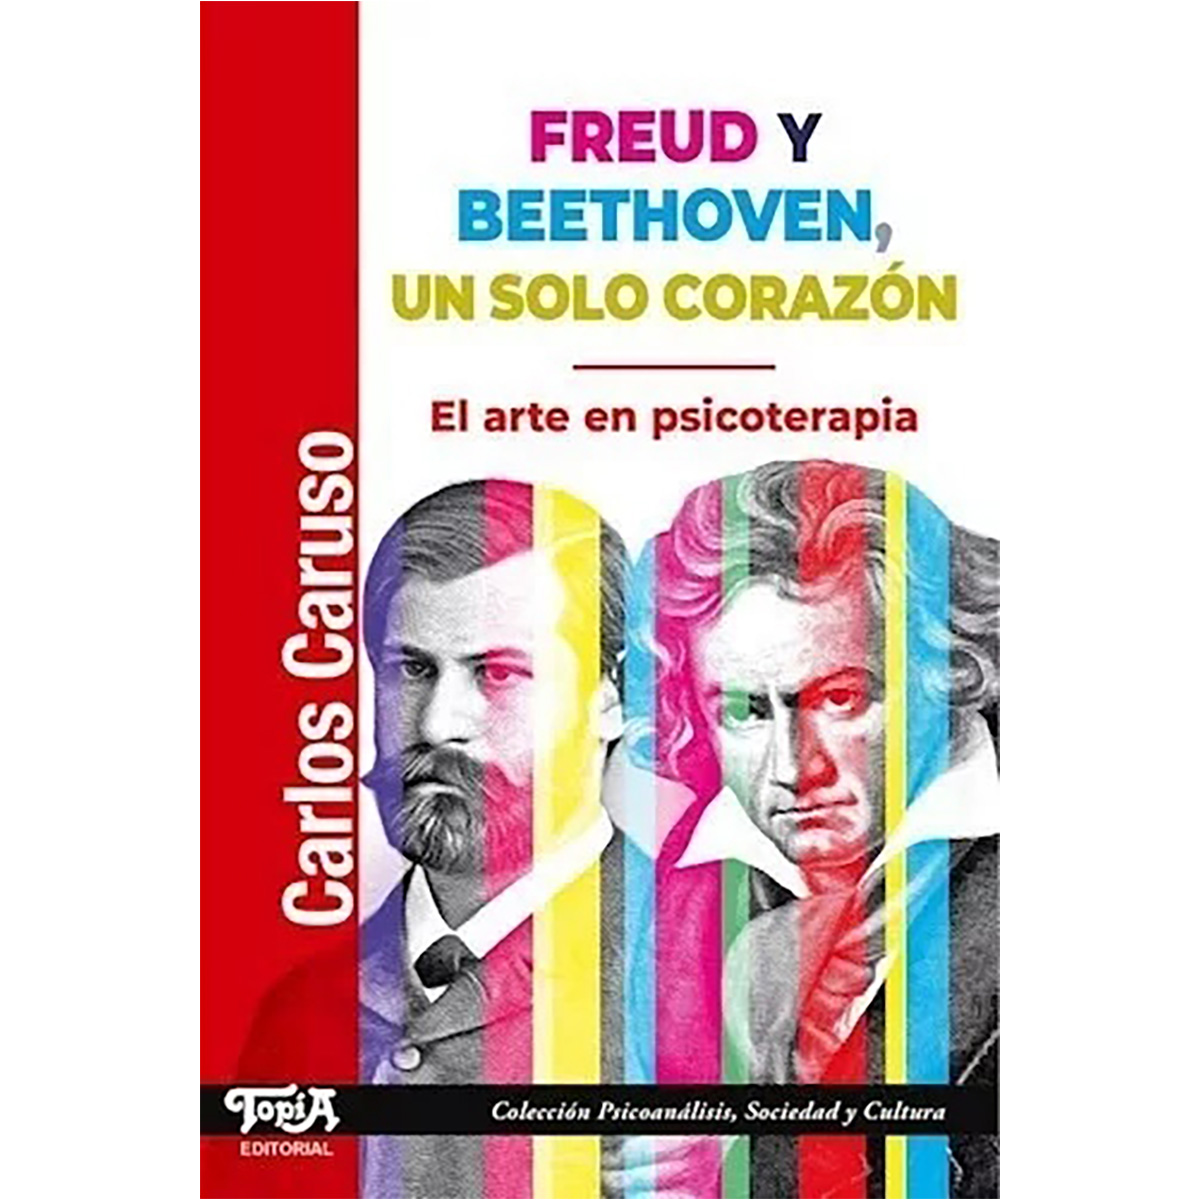 FREUD Y
BEETHOVEN,
UN SOLO CORAZÓN
El arte en psicoterapia
Carlos Caruso
TopíA
EDITORIAL
Colección Psicoanálisis, Sociedad y Cultura